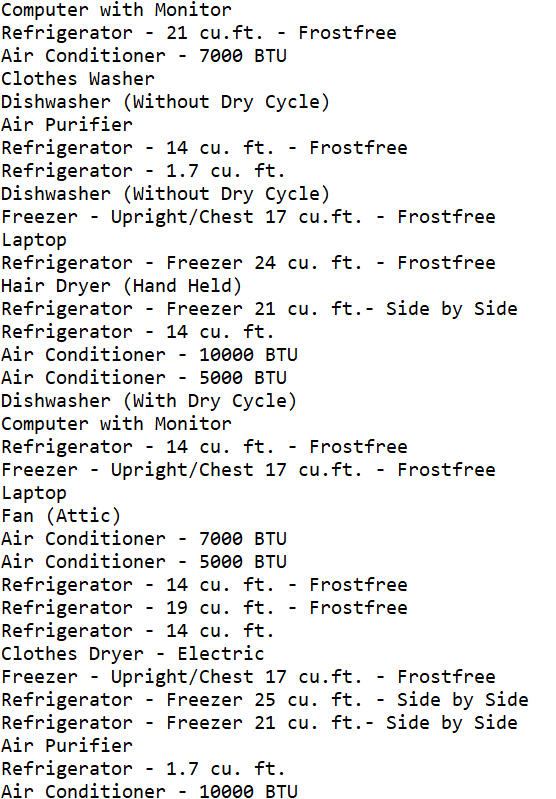 Computer with Monitor
Refrigerator - 21 cu.ft. - Frostfree
Air Conditioner - 7000 BTU
Clothes Washer
Dishwasher (Without Dry Cycle)
Air Purifier
Refrigerator - 14 cu. ft. - Frostfree
Refrigerator - 1.7 cu. ft.
Dishwasher (Without Dry Cycle)
Freezer - Upright/Chest 17 cu.ft. - Frostfree
Laptop
Refrigerator - Freezer 24 cu. ft. - Frostfree
Hair Dryer (Hand Held)
Refrigerator - Freezer 21 cu. ft.- Side by Side
Refrigerator - 14 cu. ft.
Air Conditioner - 10000 BTU
Air Conditioner - 5000 BTU
Dishwasher (With Dry Cycle)
Computer with Monitor
Refrigerator - 14 cu. ft. - Frostfree
Freezer - Upright/Chest 17 cu.ft. - Frostfree
Laptop
Fan (Attic)
Air Conditioner - 7000 BTU
Air Conditioner - 5000 BTU
Refrigerator - 14 cu. ft. - Frostfree
Refrigerator - 19 cu. ft. - Frostfree
Refrigerator - 14 cu. ft.
Clothes Dryer - Electric
Freezer - Upright/Chest 17 cu.ft. - Frostfree
Refrigerator - Freezer 25 cu. ft. - Side by Side
Refrigerator - Freezer 21 cu. ft.- Side by Side
Air Purifier
Refrigerator - 1.7 cu. ft.
Air Conditioner - 10000 BTU